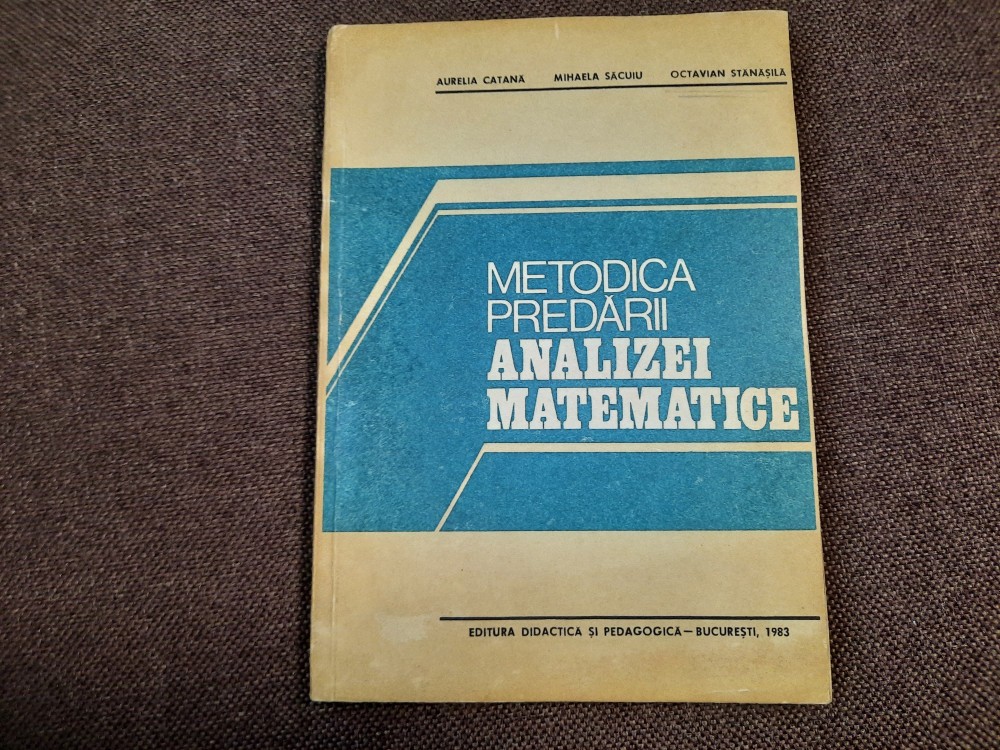 AURELIA CATANĂ MIHAELA SĂCUIU OCTAVIAN STĂNĂȘILĂ
METODICA
PREDĂRII
ANALIZEI
MATEMATICE
EDITURA DIDACTICĂ ȘI PEDAGOGICĂ—BUCUREȘTI, 1983